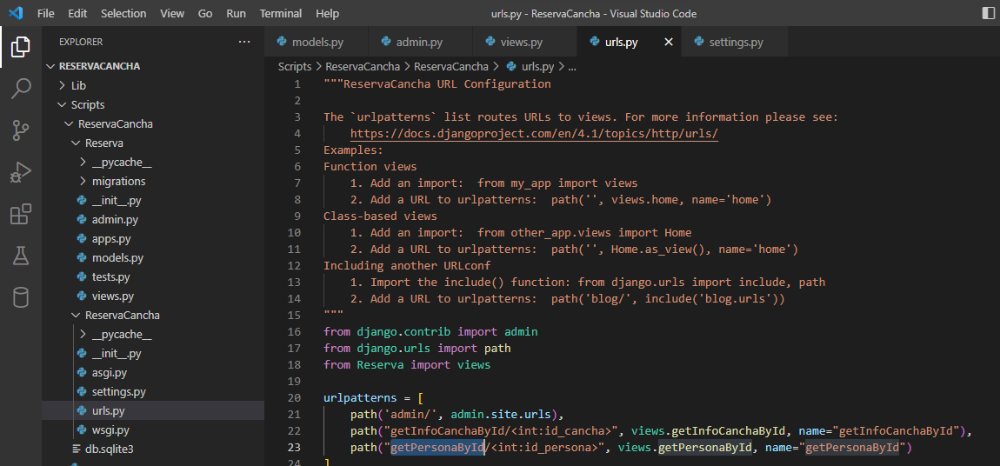 File Edit Selection View Go Run Terminal Help
urls.py - ReservaCancha - Visual Studio Code
EXPLORER
RESERVACANCHA
Lib
Scripts
ReservaCancha
Reserva
__pycache__
migrations
__init__.py
admin.py
apps.py
models.py
tests.py
views.py
ReservaCancha
__pycache__
__init__.py
asgi.py
settings.py
urls.py
wsgi.py
db.sqlite3
models.py admin.py views.py urls.py settings.py
Scripts > ReservaCancha > ReservaCancha > urls.py > ...
1 """ReservaCancha URL Configuration
2
3 The `urlpatterns` list routes URLs to views. For more information please see:
4     https://docs.djangoproject.com/en/4.1/topics/http/urls/
5 Examples:
6 Function views
7     1. Add an import:  from my_app import views
8     2. Add a URL to urlpatterns:  path('', views.home, name='home')
9 Class-based views
10     1. Add an import:  from other_app.views import Home
11     2. Add a URL to urlpatterns:  path('', Home.as_view(), name='home')
12 Including another URLconf
13     1. Import the include() function: from django.urls import include, path
14     2. Add a URL to urlpatterns:  path('blog/', include('blog.urls'))
15 """
16 from django.contrib import admin
17 from django.urls import path
18 from Reserva import views
19
20 urlpatterns = [
21     path('admin/', admin.site.urls),
22     path("getInfoCanchaById/<int:id_cancha>", views.getInfoCanchaById, name="getInfoCanchaById"),
23     path("getPersonaById/<int:id_persona>", views.getPersonaById, name="getPersonaById")
24 ]